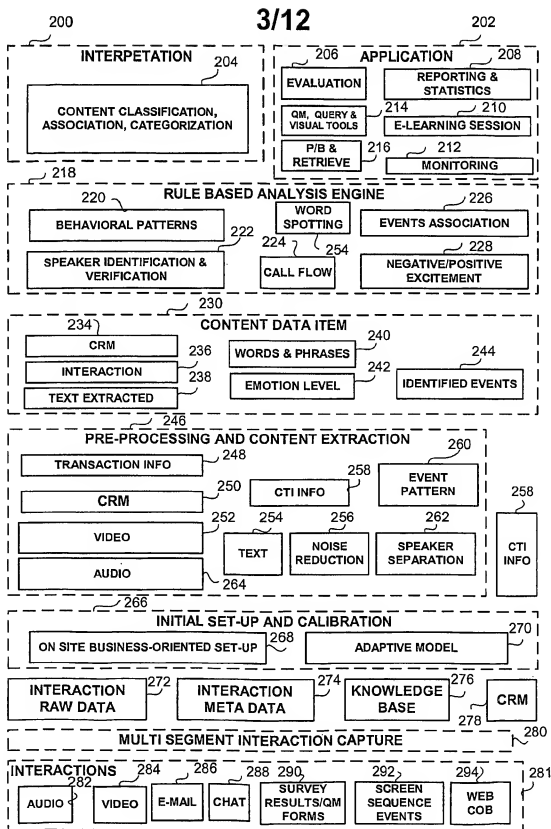 3/12
200
202
INTERPETATION
204
CONTENT CLASSIFICATION,
ASSOCIATION, CATEGORIZATION
APPLICATION
206
208
EVALUATION
REPORTING &
STATISTICS
QM, QUERY &
VISUAL TOOLS
214
210
E-LEARNING SESSION
P/B &
RETRIEVE
216
212
MONITORING
218
RULE BASED ANALYSIS ENGINE
220
BEHAVIORAL PATTERNS
WORD
SPOTTING
226
EVENTS ASSOCIATION
222
SPEAKER IDENTIFICATION &
VERIFICATION
224
254
CALL FLOW
228
NEGATIVE/POSITIVE
EXCITEMENT
230
CONTENT DATA ITEM
234
CRM
236
INTERACTION
238
TEXT EXTRACTED
240
WORDS & PHRASES
242
EMOTION LEVEL
244
IDENTIFIED EVENTS
246
PRE-PROCESSING AND CONTENT EXTRACTION
TRANSACTION INFO
248
CRM
250
CTI INFO
258
260
EVENT
PATTERN
252
VIDEO
254
TEXT
256
NOISE
REDUCTION
262
SPEAKER
SEPARATION
AUDIO
264
258
CTI
INFO
266
INITIAL SET-UP AND CALIBRATION
ON SITE BUSINESS-ORIENTED SET-UP
268
ADAPTIVE MODEL
270
INTERACTION
RAW DATA
272
INTERACTION
META DATA
274
KNOWLEDGE
BASE
276
CRM
278
280
MULTI SEGMENT INTERACTION CAPTURE
INTERACTIONS
281
282
AUDIO
284
VIDEO
286
E-MAIL
288
CHAT
290
SURVEY
RESULTS/QM
FORMS
292
SCREEN
SEQUENCE
EVENTS
294
WEB
COB